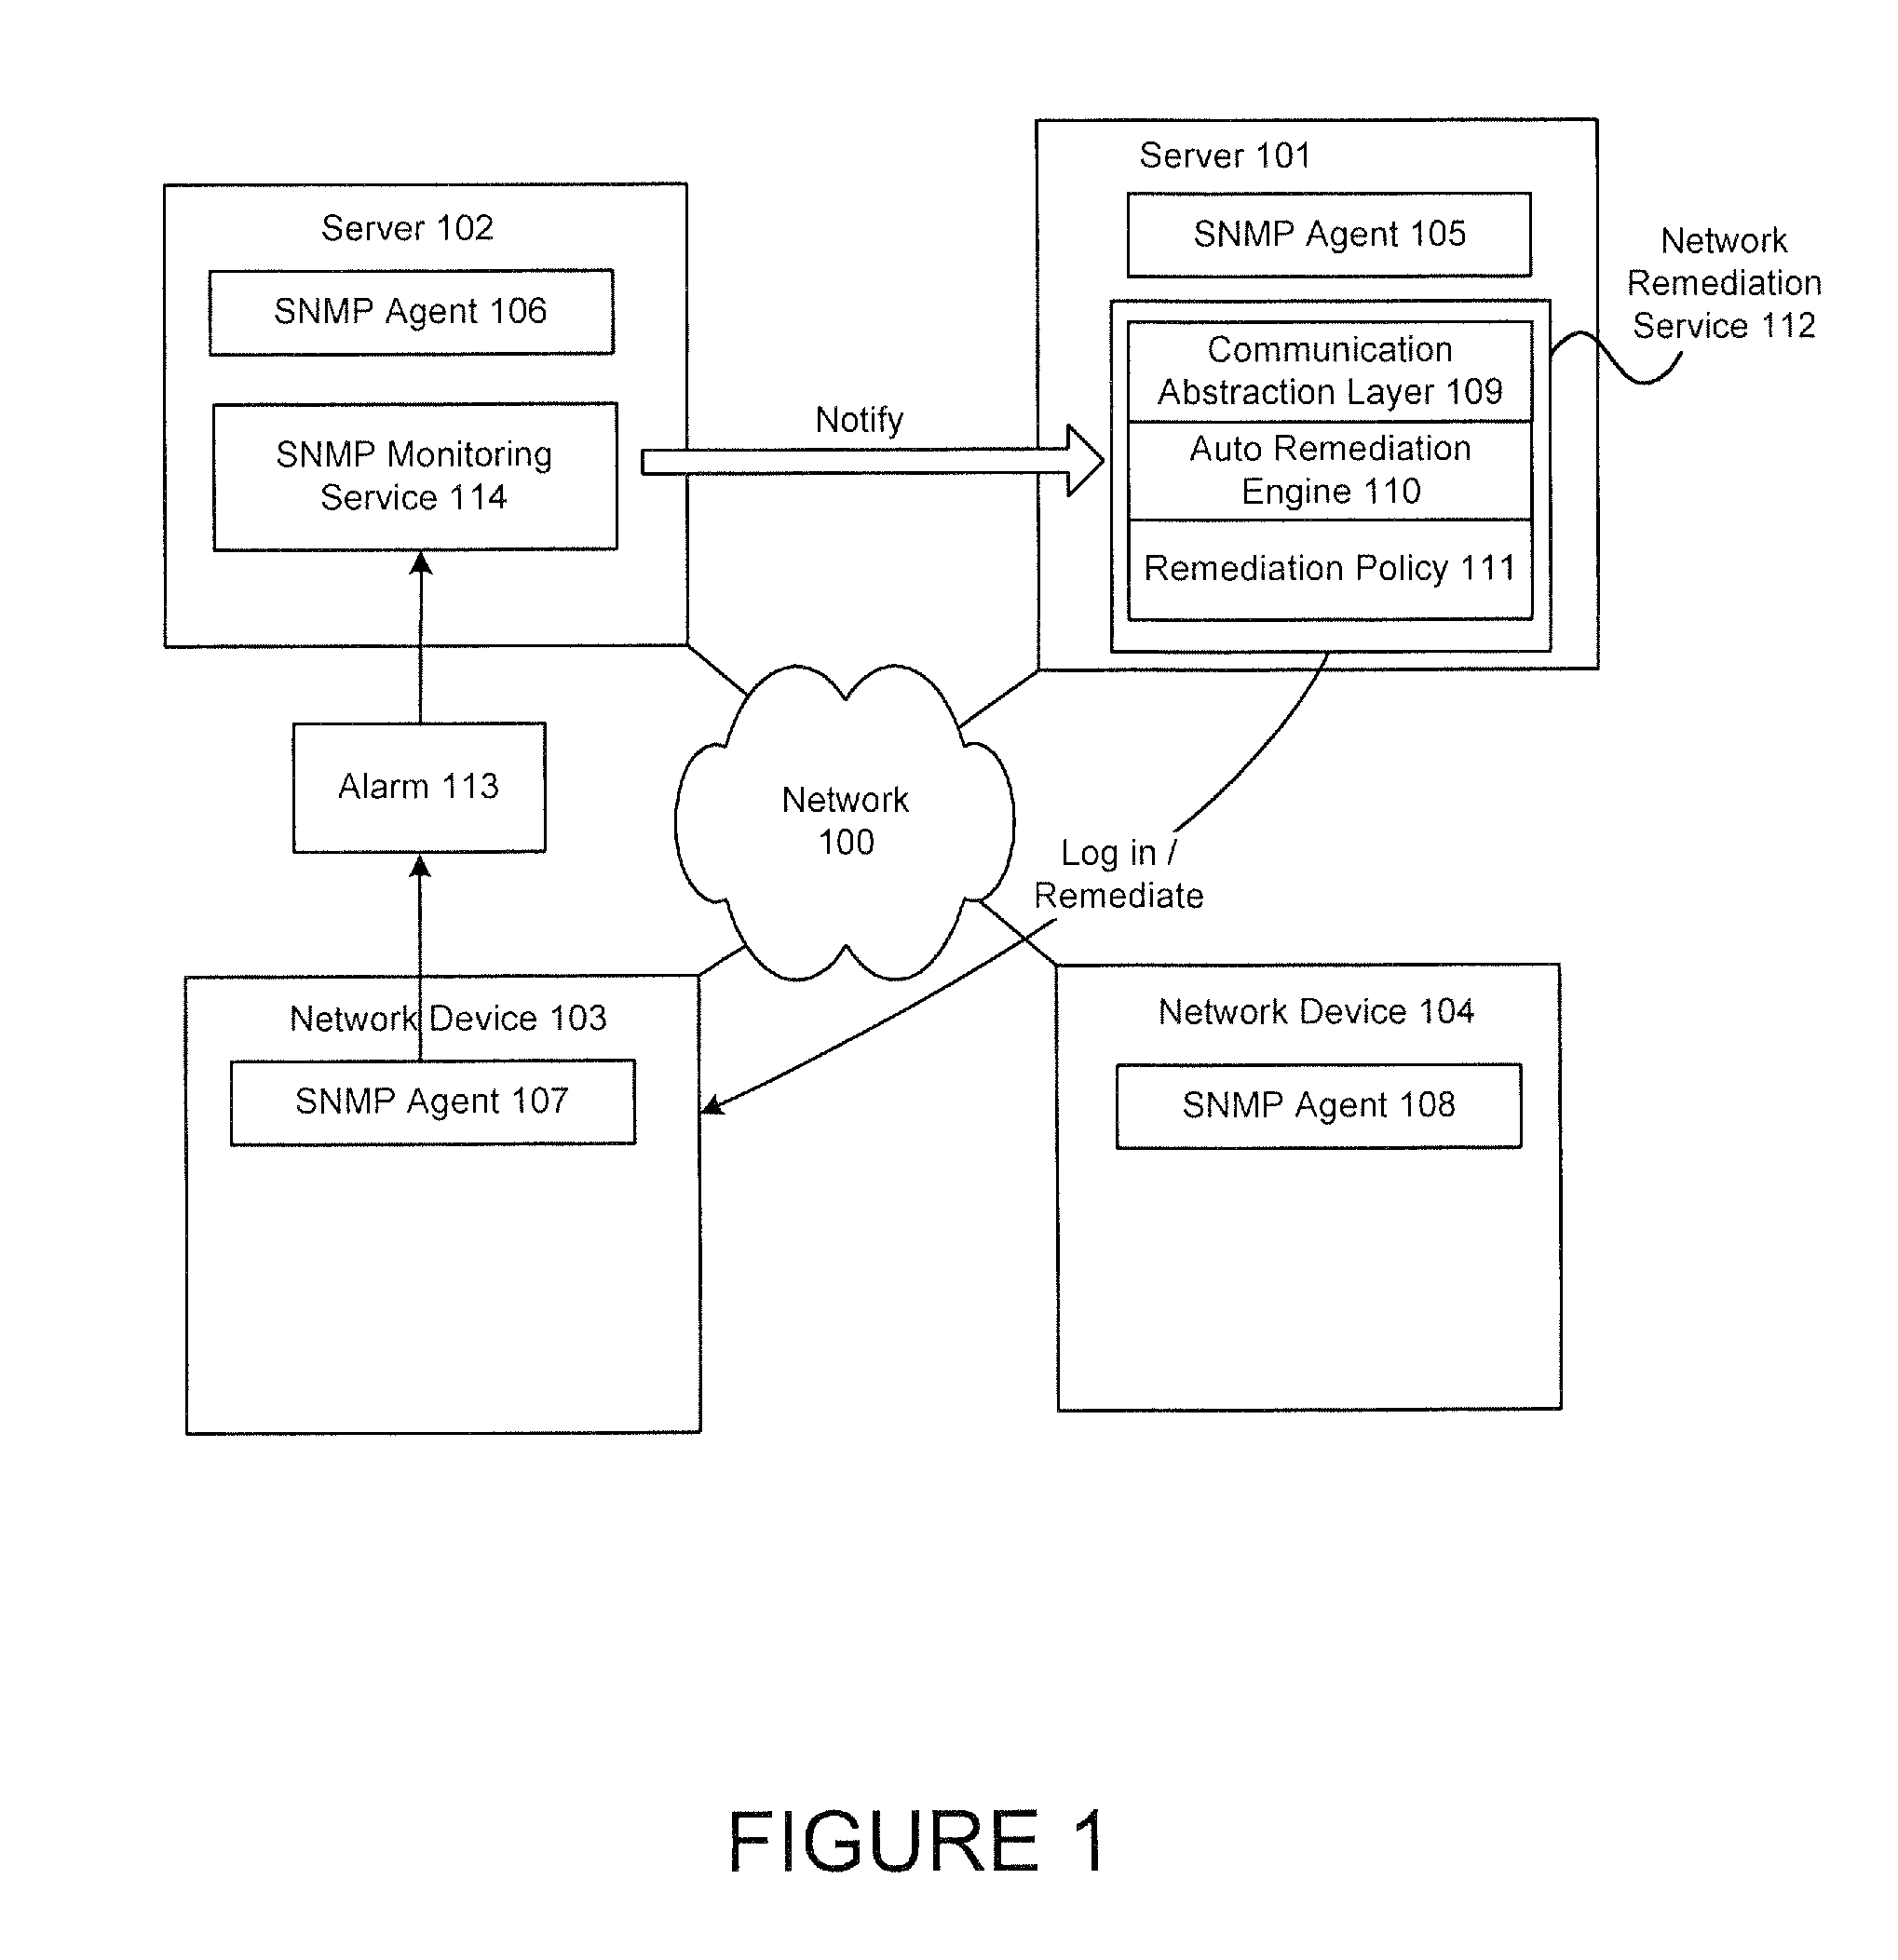 Server 101
SNMP Agent 105
Network
Remediation
Service 112
Communication
Abstraction Layer 109
Auto Remediation
Engine 110
Remediation Policy 111
Server 102
SNMP Agent 106
SNMP Monitoring
Service 114
Notify
Alarm 113
Network
100
Log in /
Remediate
Network Device 103
SNMP Agent 107
Network Device 104
SNMP Agent 108
FIGURE 1